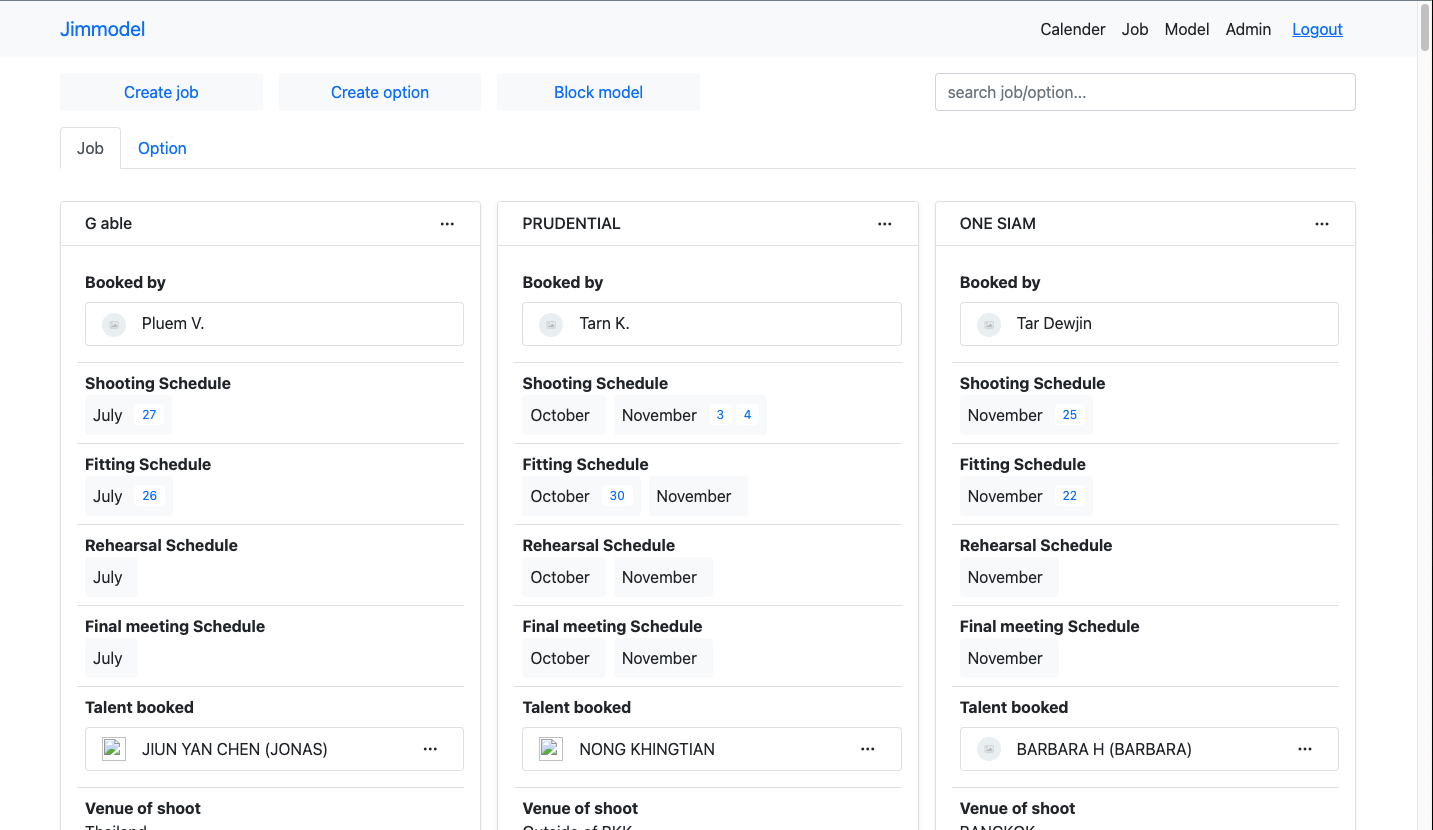 Jimmodel
Calender Job Model Admin Logout
Create job Create option Block model
search job/option...
Job Option
G able
Booked by
Pluem V.
Shooting Schedule
July 27
Fitting Schedule
July 26
Rehearsal Schedule
July
Final meeting Schedule
July
Talent booked
JIUN YAN CHEN (JONAS)
Venue of shoot
Thailand
PRUDENTIAL
Booked by
Tarn K.
Shooting Schedule
October November 3 4
Fitting Schedule
October 30 November
Rehearsal Schedule
October November
Final meeting Schedule
October November
Talent booked
NONG KHINGTIAN
Venue of shoot
Outside of BKK
ONE SIAM
Booked by
Tar Dewjin
Shooting Schedule
November 25
Fitting Schedule
November 22
Rehearsal Schedule
November
Final meeting Schedule
November
Talent booked
BARBARA H (BARBARA)
Venue of shoot
BANGKOK